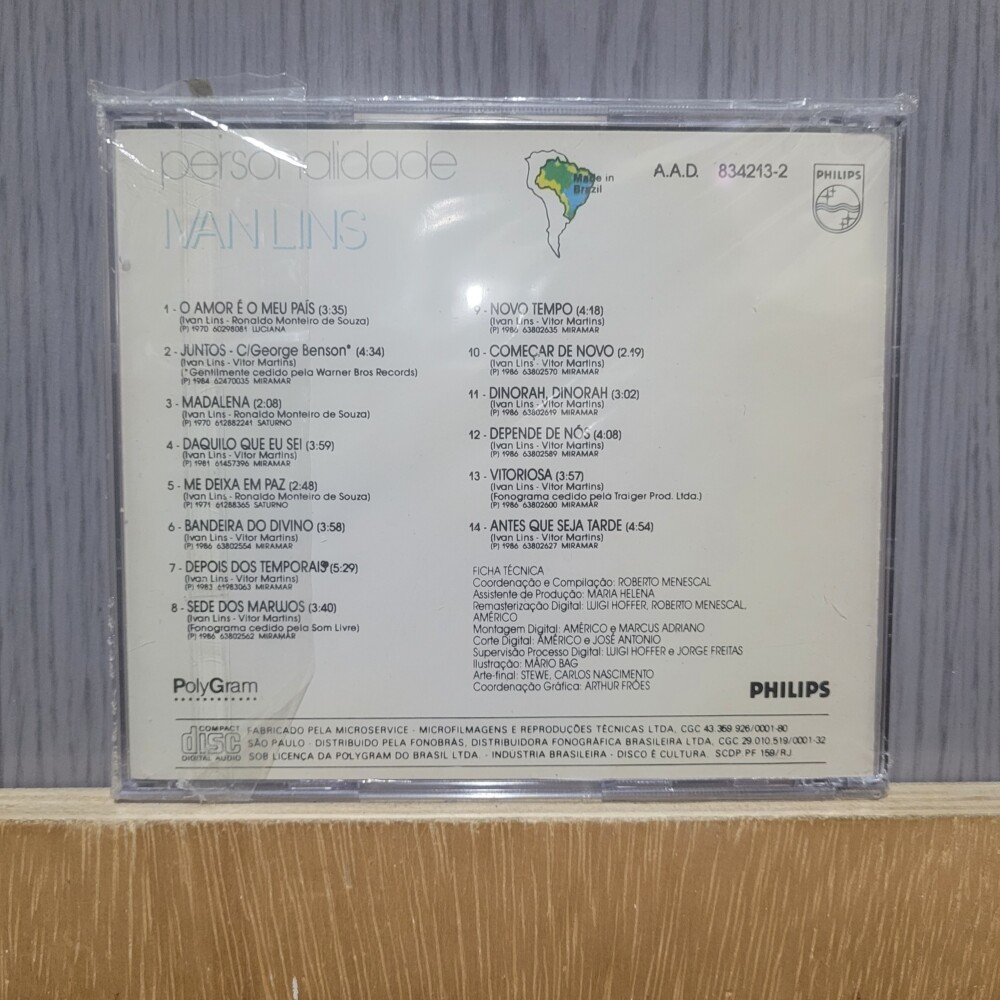 personalidade
IVAN LINS
Made in
Brazil
A.A.D. 834213-2
PHILIPS
1 - O AMOR É O MEU PAÍS (3:35)
(Ivan Lins - Ronaldo Monteiro de Souza)
(P) 1970 60298081 LUCIANA
2 - JUNTOS - C/George Benson* (4:34)
(Ivan Lins - Vitor Martins)
(*Gentilmente cedido pela Warner Bros Records)
(P) 1984 62470035 MIRAMAR
3 - MADALENA (2:08)
(Ivan Lins - Ronaldo Monteiro de Souza)
(P) 1970 612882241 SATURNO
4 - DAQUILO QUE EU SEI (3:59)
(Ivan Lins - Vitor Martins)
(P) 1981 61457396 MIRAMAR
5 - ME DEIXA EM PAZ (2:48)
(Ivan Lins - Ronaldo Monteiro de Souza)
(P) 1971 61288365 SATURNO
6 - BANDEIRA DO DIVINO (3:58)
(Ivan Lins - Vitor Martins)
(P) 1986 63802554 MIRAMAR
7 - DEPOIS DOS TEMPORAIS (5:29)
(Ivan Lins - Vitor Martins)
(P) 1983 61983063 MIRAMAR
8 - SEDE DOS MARUJOS (3:40)
(Ivan Lins - Vitor Martins)
(Fonograma cedido pela Som Livre)
(P) 1986 63802562 MIRAMAR
9 - NOVO TEMPO (4:18)
(Ivan Lins - Vitor Martins)
(P) 1986 63802635 MIRAMAR
10 - COMEÇAR DE NOVO (2:19)
(Ivan Lins - Vitor Martins)
(P) 1986 63802570 MIRAMAR
11 - DINORAH, DINORAH (3:02)
(Ivan Lins - Vitor Martins)
(P) 1986 63802619 MIRAMAR
12 - DEPENDE DE NÓS (4:08)
(Ivan Lins - Vitor Martins)
(P) 1986 63802589 MIRAMAR
13 - VITORIOSA (3:57)
(Ivan Lins - Vitor Martins)
(Fonograma cedido pela Traiger Prod. Ltda.)
(P) 1986 63802600 MIRAMAR
14 - ANTES QUE SEJA TARDE (4:54)
(Ivan Lins - Vitor Martins)
(P) 1986 63802627 MIRAMAR
FICHA TÉCNICA
Coordenação e Compilação: ROBERTO MENESCAL
Assistente de Produção: MARIA HELENA
Remasterização Digital: LUIGI HOFFER, ROBERTO MENESCAL,
AMÉRICO
Montagem Digital: AMÉRICO e MARCUS ADRIANO
Corte Digital: AMÉRICO e JOSÉ ANTONIO
Supervisão Processo Digital: LUIGI HOFFER e JORGE FREITAS
Ilustração: MÁRIO BAG
Arte-final: STEWE, CARLOS NASCIMENTO
Coordenação Gráfica: ARTHUR FRÓES
PolyGram
PHILIPS
COMPACT
disc
DIGITAL AUDIO
FABRICADO PELA MICROSERVICE - MICROFILMAGENS E REPRODUÇÕES TÉCNICAS LTDA, CGC 43.359.926/0001-80
SÃO PAULO - DISTRIBUIDO PELA FONOBRÁS, DISTRIBUIDORA FONOGRÁFICA BRASILEIRA LTDA, CGC 29.010.519/0001-32
SOB LICENÇA DA POLYGRAM DO BRASIL LTDA. - INDÚSTRIA BRASILEIRA - DISCO É CULTURA SCDP PF 159/RJ